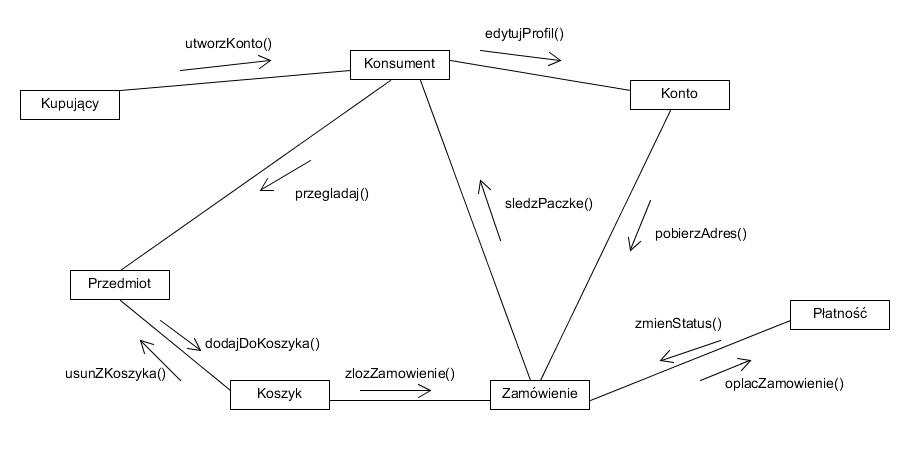 edytujProfil()
utworzKonto()
Konsument
Konto
Kupujący
przegladaj()
sledzPaczke()
pobierzAdres()
Przedmiot
Płatność
zmienStatus()
dodajDoKoszyka()
usunZKoszyka()
zlozZamowienie()
oplacZamowienie()
Koszyk
Zamówienie